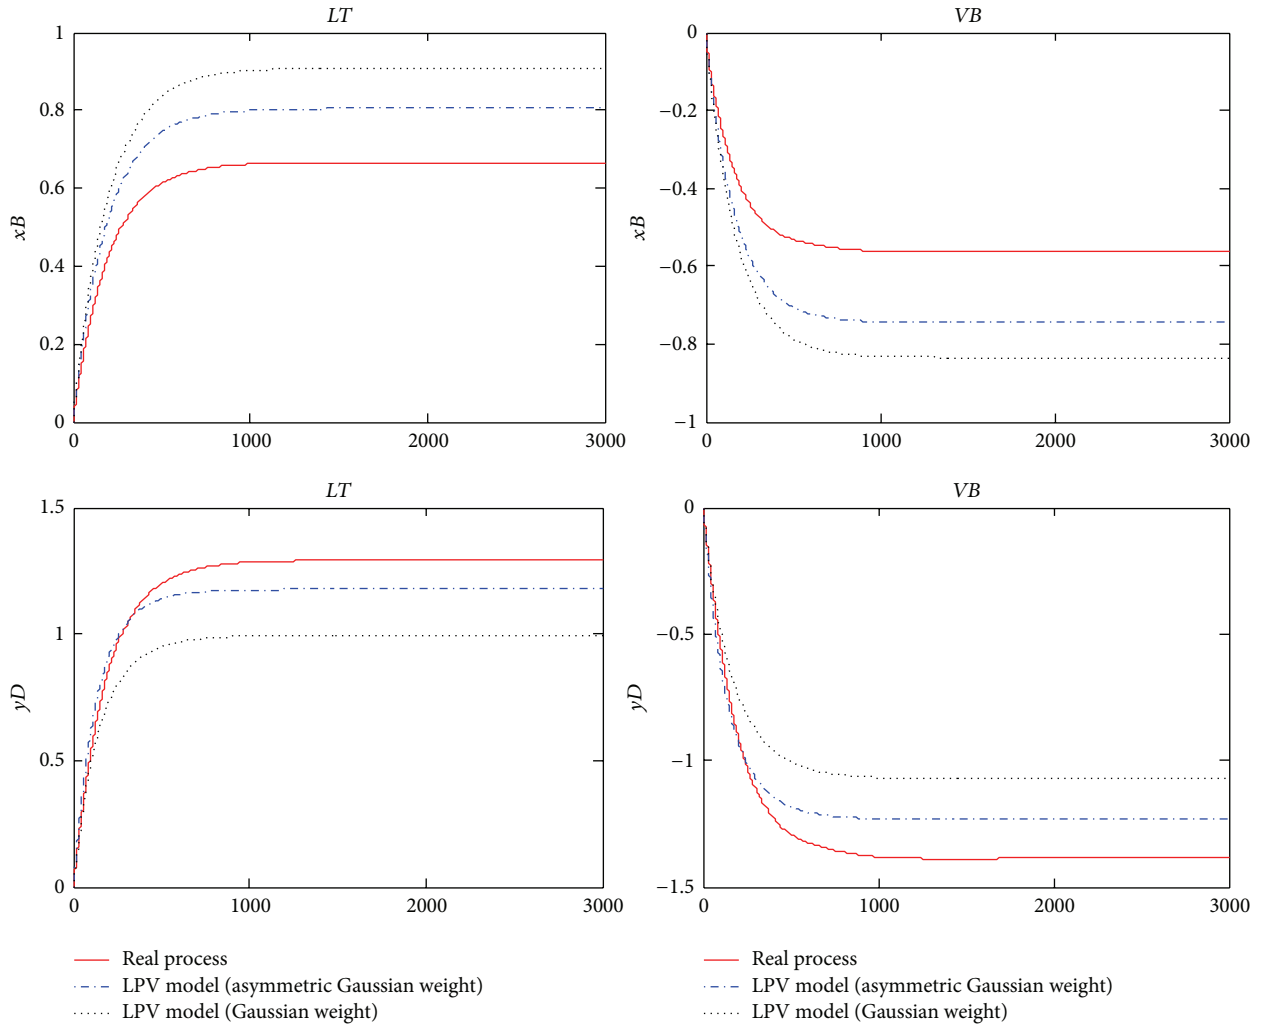 LT
1
0.8
0.6
0.4
0.2
0
xB
0
1000
2000
3000
VB
0
−0.2
−0.4
−0.6
−0.8
−1
xB
0
1000
2000
3000
LT
1.5
1
0.5
0
yD
0
1000
2000
3000
VB
0
−0.5
−1
−1.5
yD
0
1000
2000
3000
Real process
LPV model (asymmetric Gaussian weight)
LPV model (Gaussian weight)
Real process
LPV model (asymmetric Gaussian weight)
LPV model (Gaussian weight)